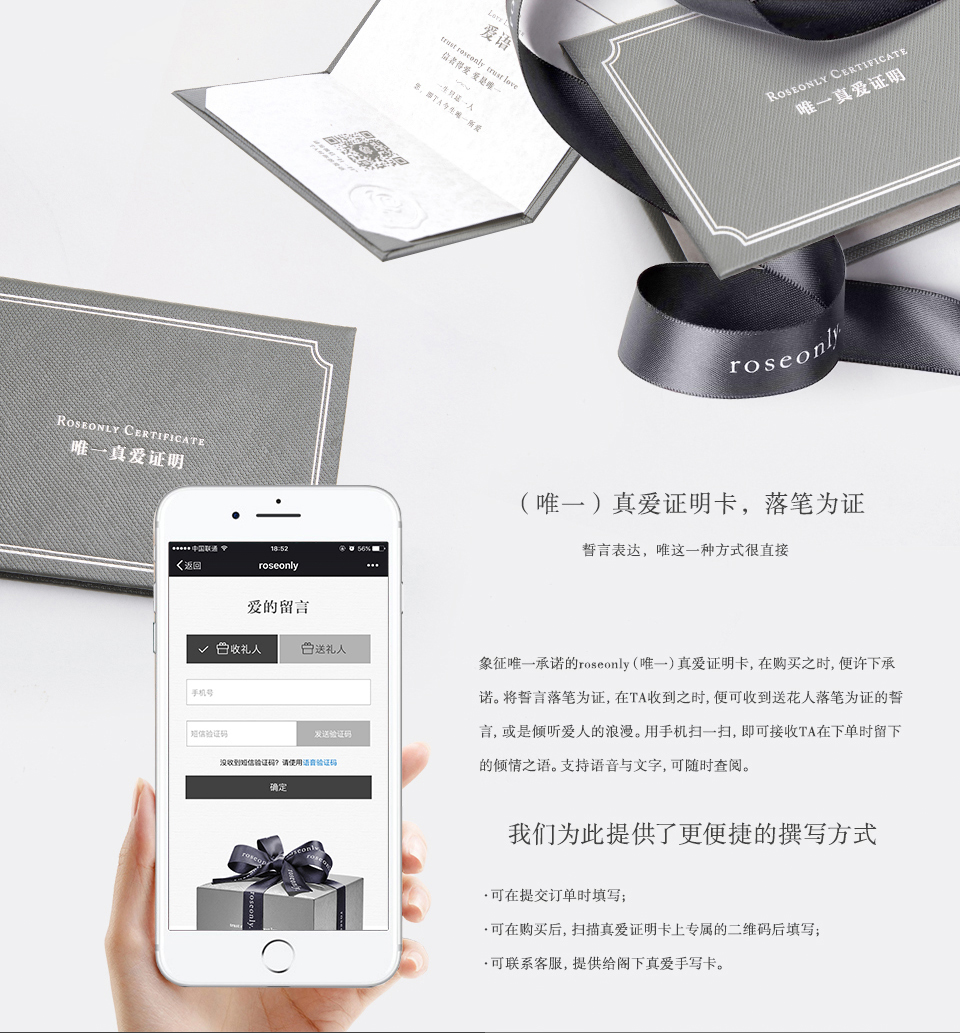 爱语
trust roseonly trust love
信者得爱 爱是唯一
一生只送一人
ROSEONLY CERTIFICATE
唯一真爱证明
roseonly.
ROSEONLY CERTIFICATE
唯一真爱证明
（唯一）真爱证明卡，落笔为证
誓言表达，唯这一种方式很直接
中国联通
18:52
56%
返回
roseonly
爱的留言
收礼人
送礼人
手机号
短信验证码
发送验证码
没收到短信验证码？请使用语音验证码
确定
roseonly.
象征唯一承诺的roseonly（唯一）真爱证明卡，在购买之时，便许下承
诺。将誓言落笔为证，在TA收到之时，便可收到送花人落笔为证的誓
言，或是倾听爱人的浪漫。用手机扫一扫，即可接收TA在下单时留下
的倾情之语。支持语音与文字，可随时查阅。
我们为此提供了更便捷的撰写方式
·可在提交订单时填写；
·可在购买后，扫描真爱证明卡上专属的二维码后填写；
·可联系客服，提供给阁下真爱手写卡。